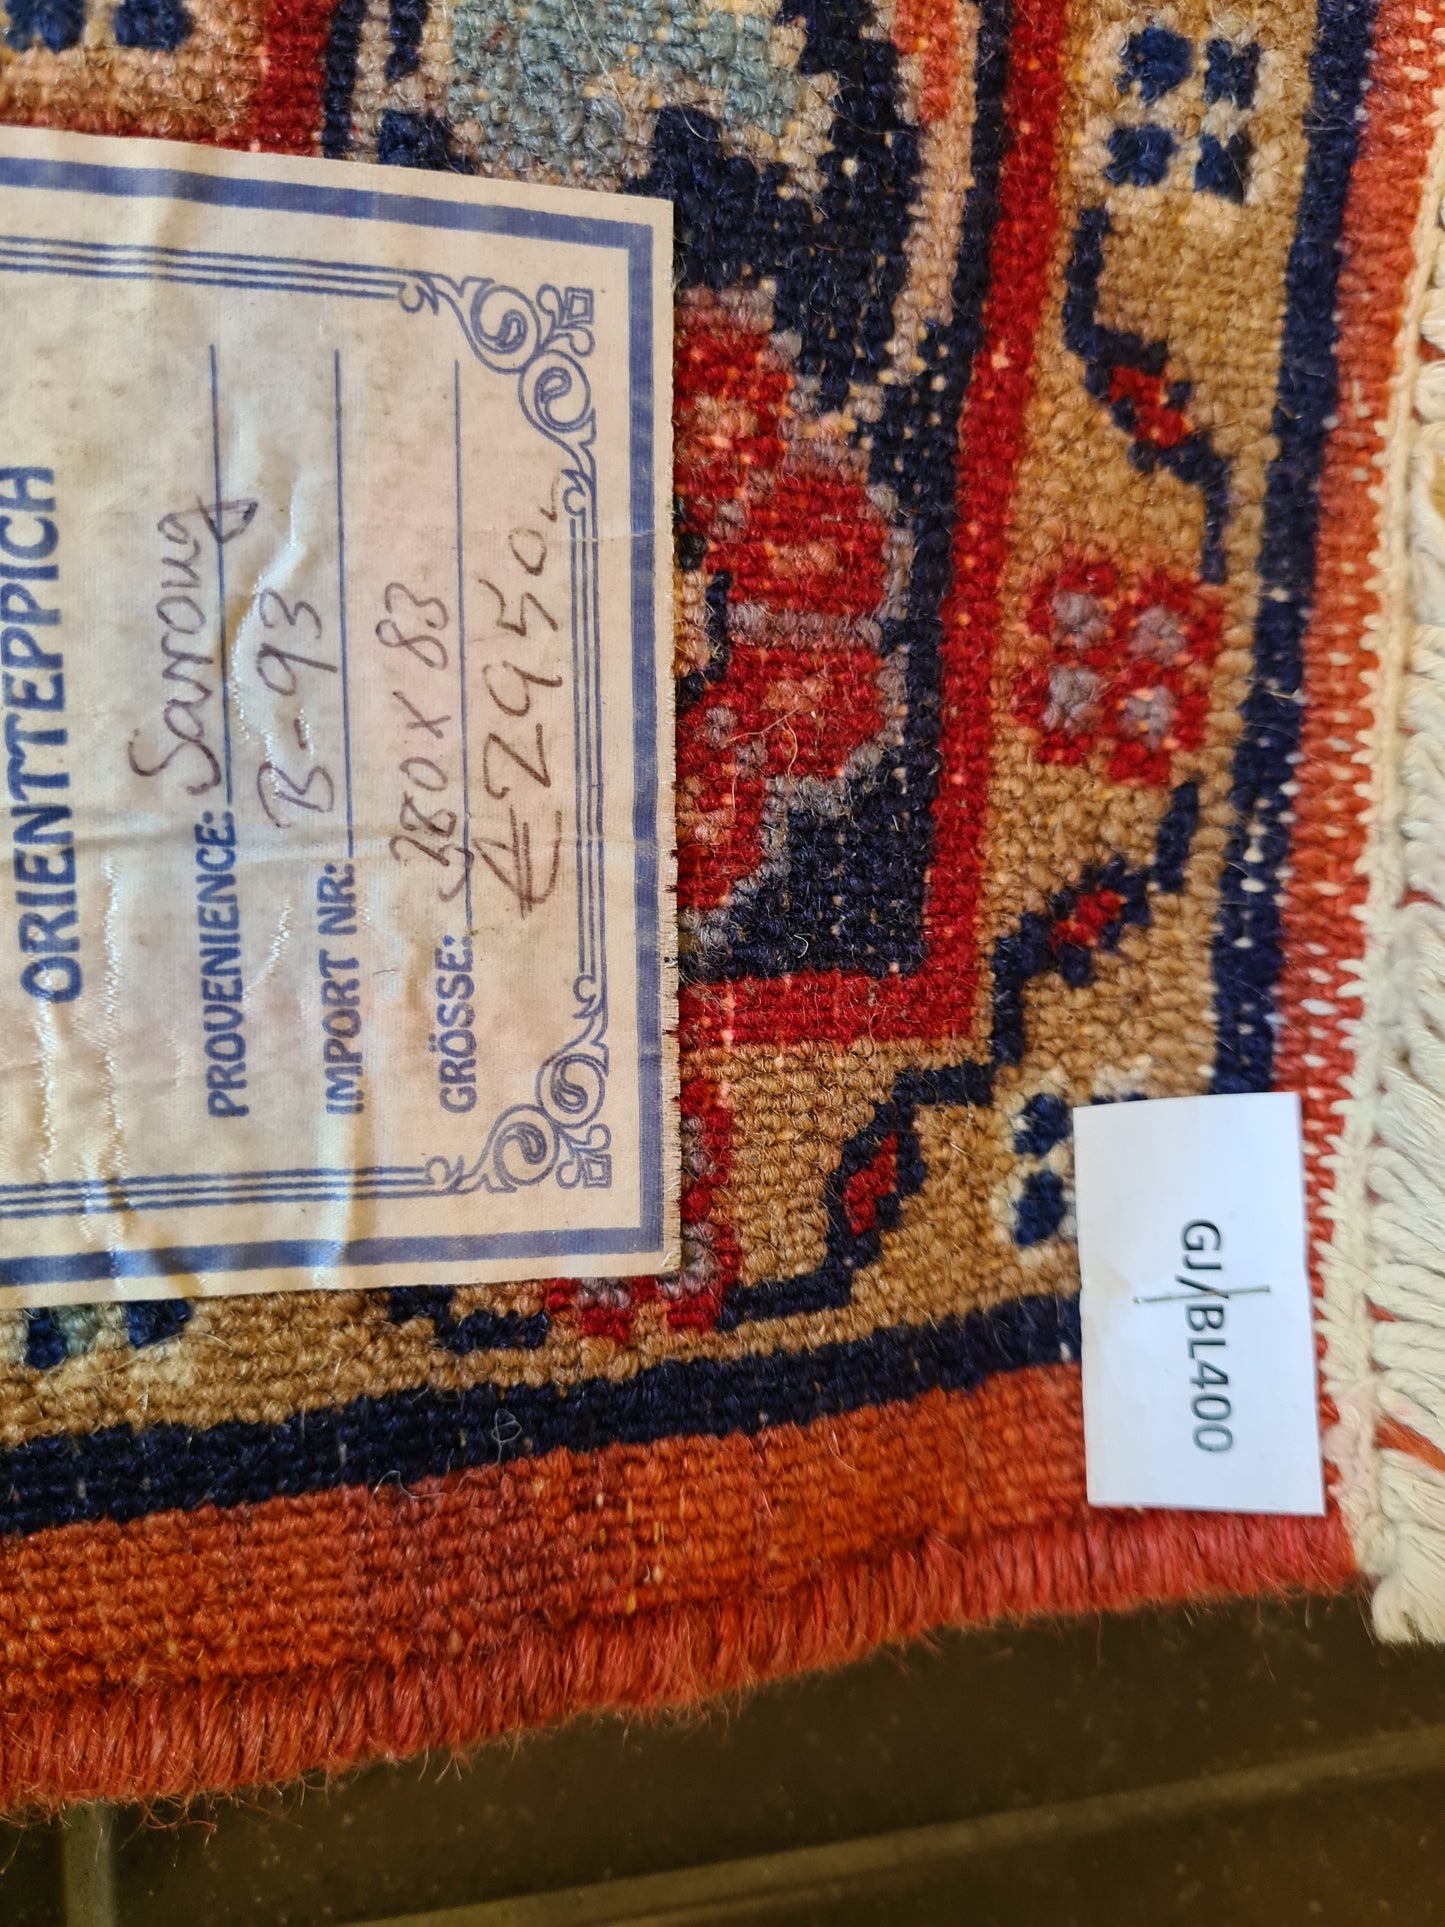 ORIENTTEPPICH
PROVENIENCE: Saroug
IMPORT NR: B-93
GRÖSSE: 280 x 83
€ 2950,-
GJ/BL400